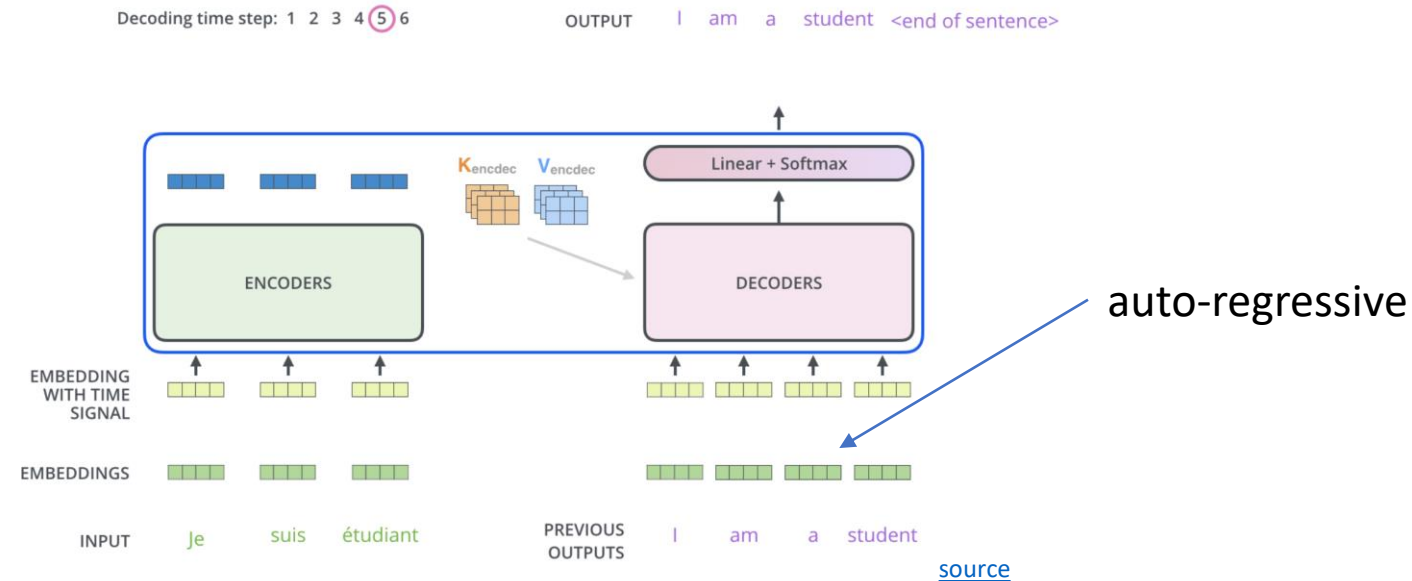 Decoding time step: 1 2 3 4 5 6
OUTPUT I am a student <end of sentence>
Kencdec Vencdec
Linear + Softmax
ENCODERS
DECODERS
auto-regressive
EMBEDDING
WITH TIME
SIGNAL
EMBEDDINGS
INPUT Je suis étudiant
PREVIOUS
OUTPUTS
I am a student
source